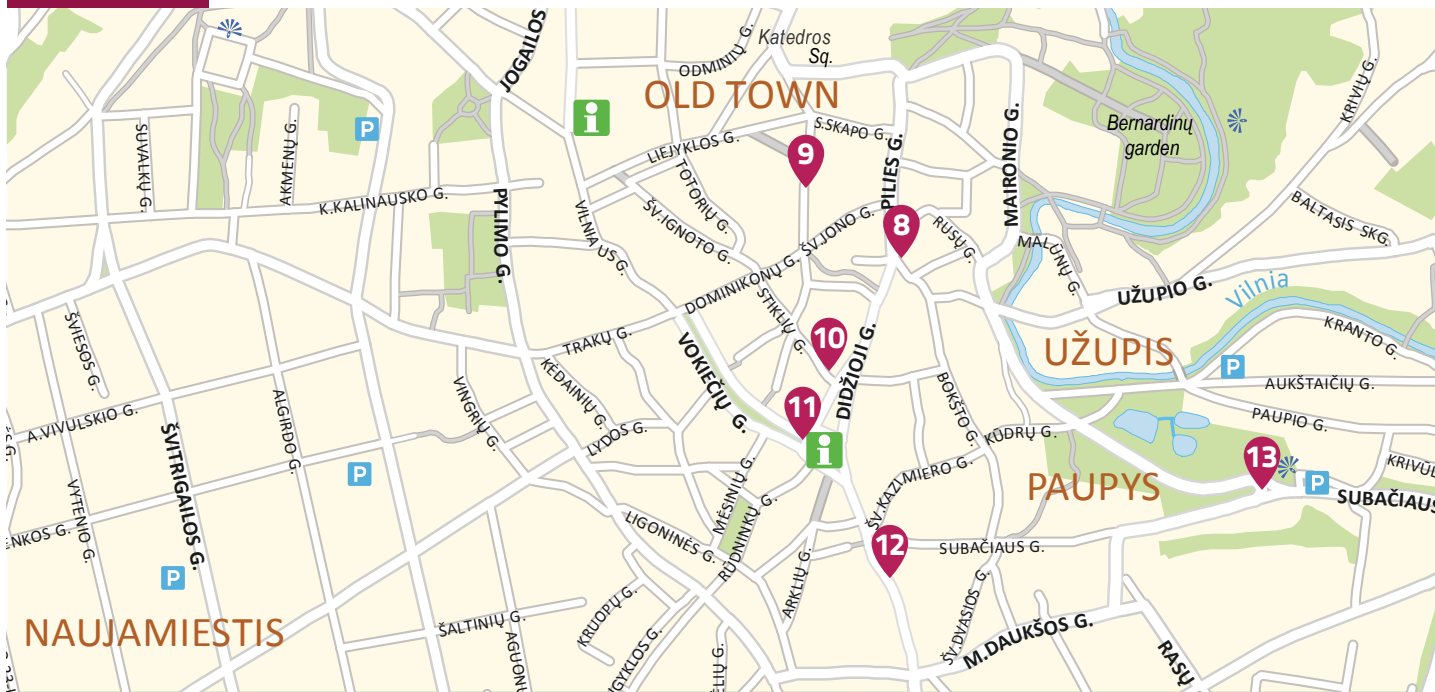 JOGAILOS
ODMINIŲ G.
Katedros
Sq.
OLD TOWN
KRIVIŲ G.
P
i
SUVALKŲ G.
AKMENŲ G.
LIEJYKLOS G.
S.SKAPO G.
9
PILIES G.
MAIRONIO G.
Bernardinų
garden
K.KALINAUSKO G.
PYLIMO G.
TOTORIŲ G.
ŠV.IGNOTO G.
ŠV.JONO G.
8
RUSŲ G.
MALŪNŲ G.
BALTASIS SKG.
VILNIAUS G.
DOMINIKONŲ G.
STIKLIŲ G.
UŽUPIO G.
Vilnia
KRANTO G.
ŠVIESOS G.
TRAKŲ G.
VOKIEČIŲ G.
10
DIDŽIOJI G.
UŽUPIS
P
AUKŠTAIČIŲ G.
A.VIVULSKIO G.
ŠVITRIGAILOS G.
ALGIRDO G.
VINGRIŲ G.
KĖDAINIŲ G.
LYDOS G.
11
i
BOKŠTO G.
KŪDRŲ G.
PAUPIO G.
P
VYTENIO G.
MĖSINIŲ G.
ŠV.KAZIMIERO G.
PAUPYS
13
P
SUBAČIAUS
ENKOS G.
LIGONINĖS G.
RŪDNINKŲ G.
12
SUBAČIAUS G.
P
ARKLIŲ G.
ŠV.DVASIOS G.
NAUJAMIESTIS
ŠALTINIŲ G.
KRUOPŲ G.
M.DAUKŠOS G.
RASŲ